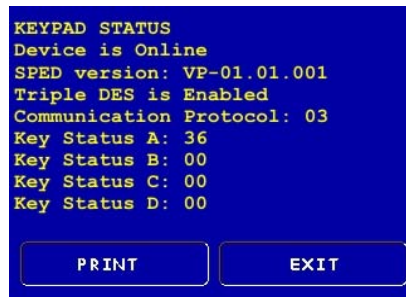 KEYPAD STATUS
Device is Online
SPED version: VP-01.01.001
Triple DES is Enabled
Communication Protocol: 03
Key Status A: 36
Key Status B: 00
Key Status C: 00
Key Status D: 00
PRINT EXIT